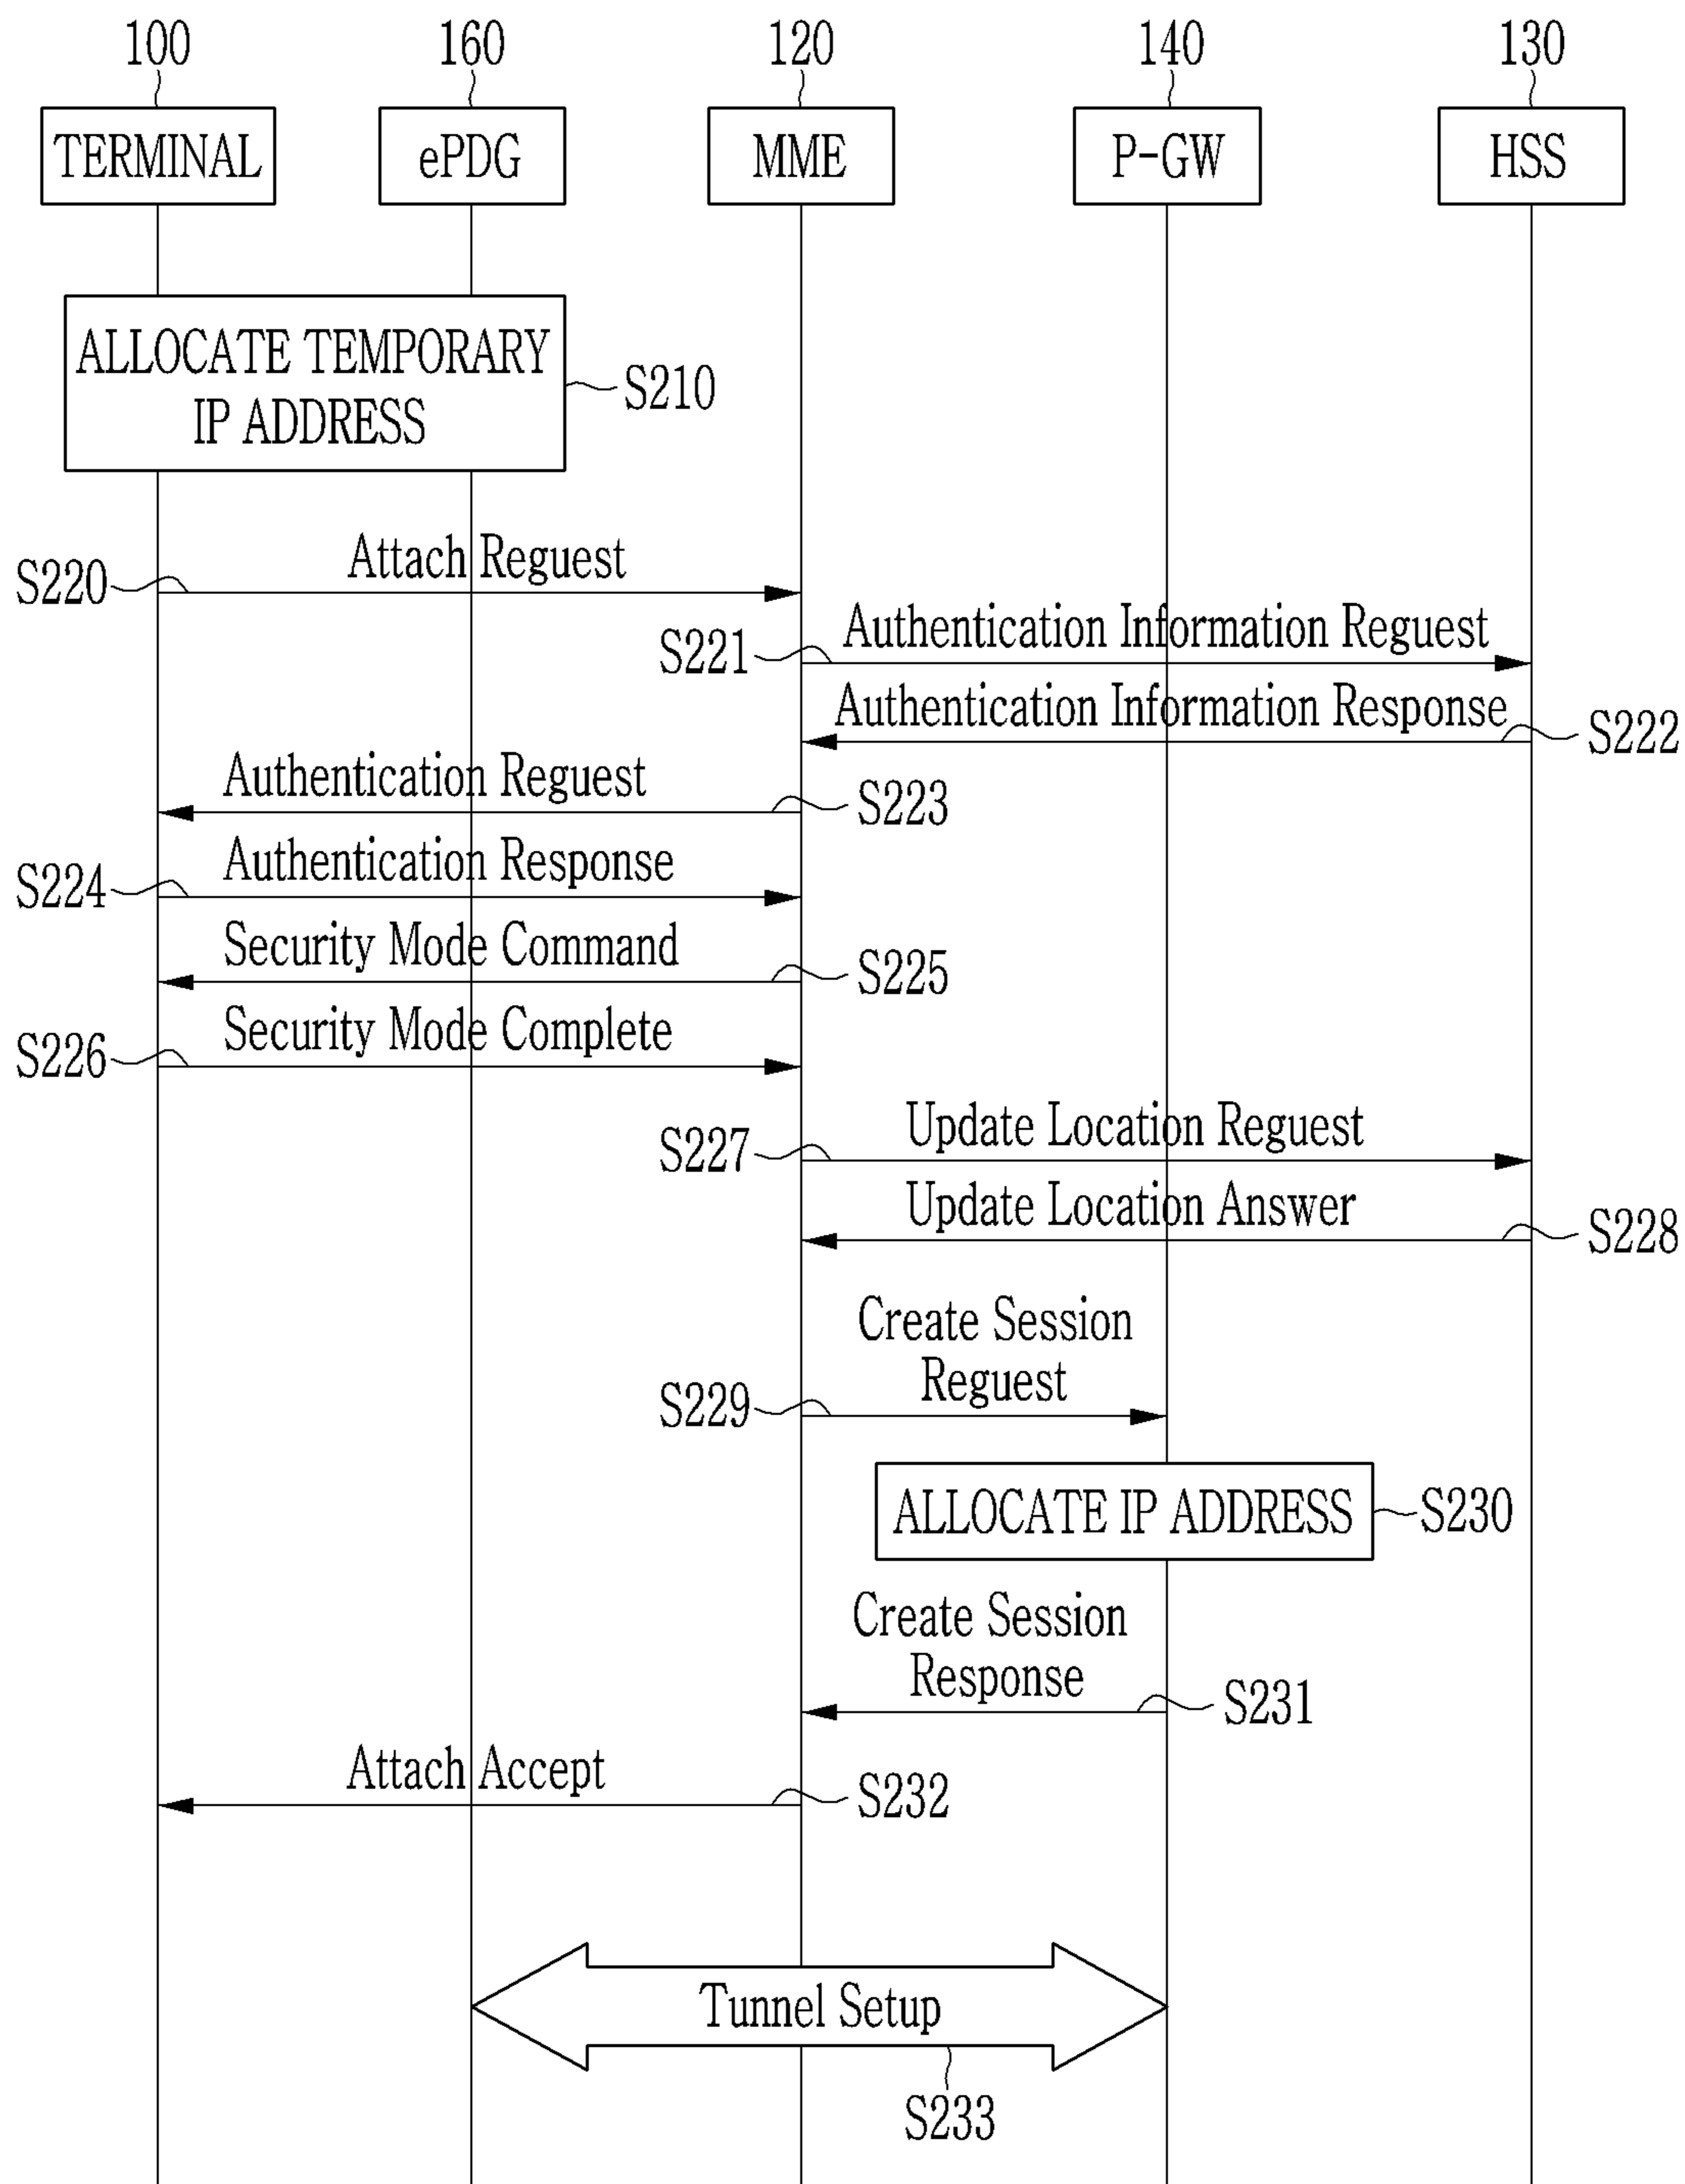 100
160
120
140
130
TERMINAL
ePDG
MME
P-GW
HSS
ALLOCATE TEMPORARY
IP ADDRESS
S210
Attach Reguest
S220
Authentication Information Reguest
S221
Authentication Information Response
S222
Authentication Reguest
S223
Authentication Response
S224
Security Mode Command
S225
Security Mode Complete
S226
Update Location Reguest
S227
Update Location Answer
S228
Create Session
Reguest
S229
ALLOCATE IP ADDRESS
S230
Create Session
Response
S231
Attach Accept
S232
Tunnel Setup
S233